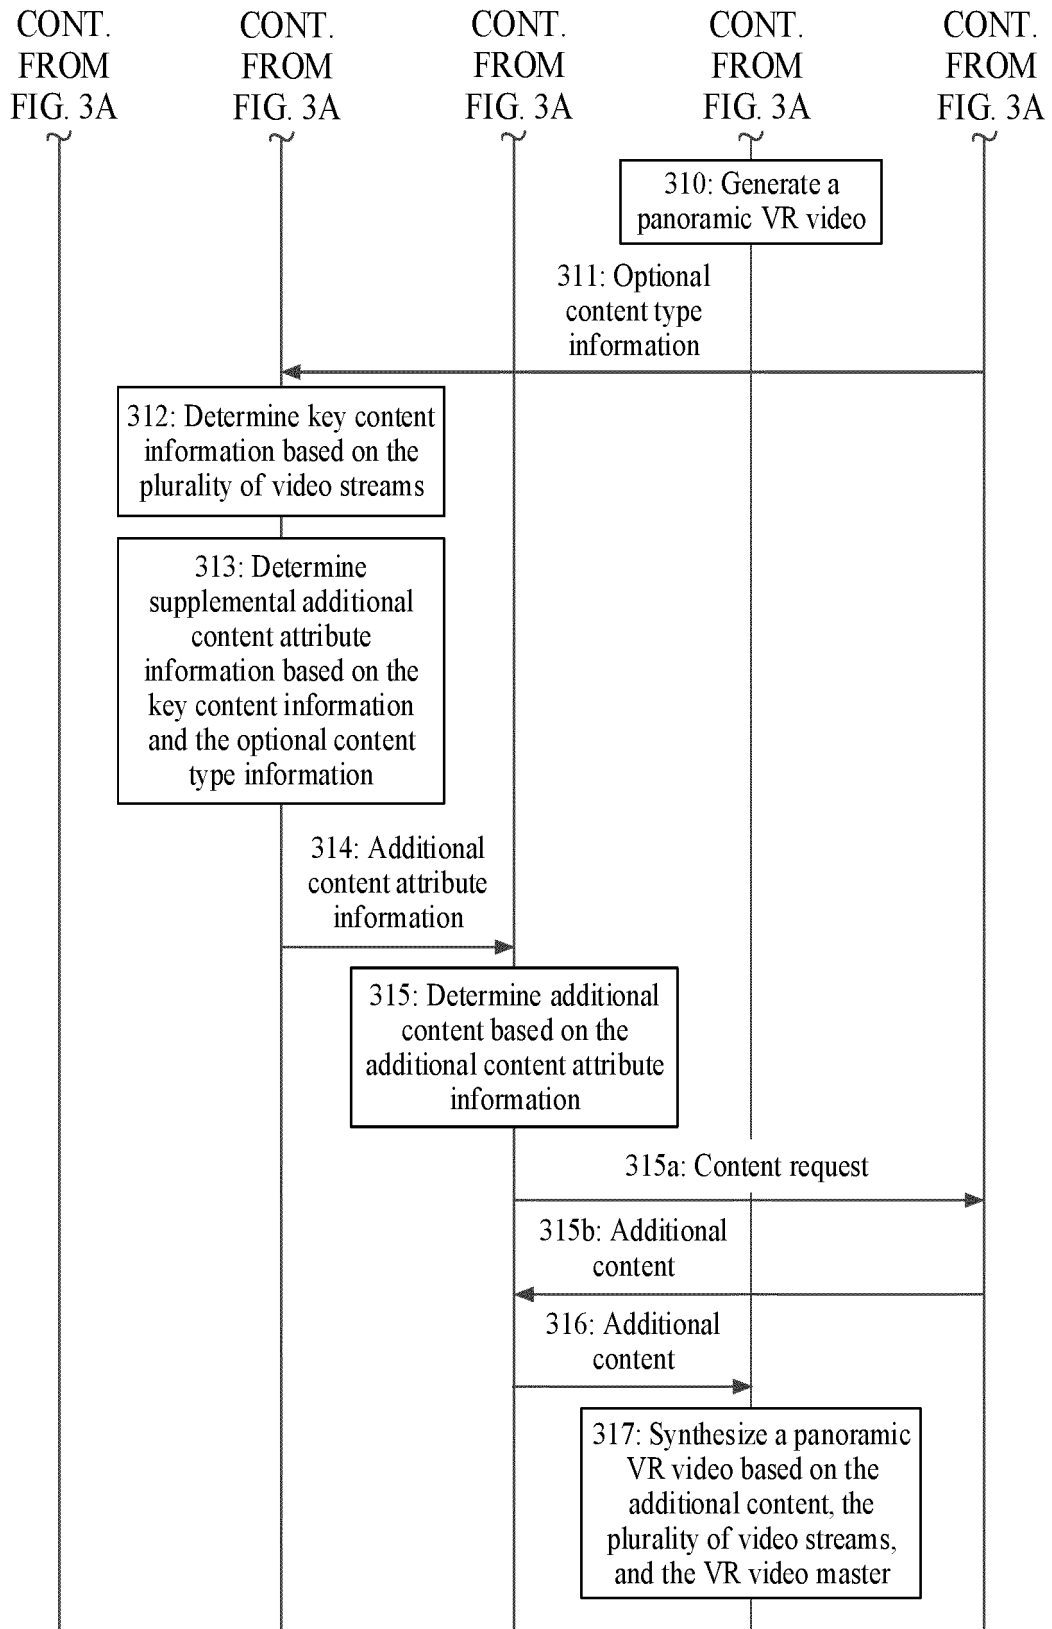 CONT.
FROM
FIG. 3A
CONT.
FROM
FIG. 3A
CONT.
FROM
FIG. 3A
CONT.
FROM
FIG. 3A
CONT.
FROM
FIG. 3A
310: Generate a
panoramic VR video
311: Optional
content type
information
312: Determine key content
information based on the
plurality of video streams
313: Determine
supplemental additional
content attribute
information based on the
key content information
and the optional content
type information
314: Additional
content attribute
information
315: Determine additional
content based on the
additional content attribute
information
315a: Content request
315b: Additional
content
316: Additional
content
317: Synthesize a panoramic
VR video based on the
additional content, the
plurality of video streams,
and the VR video master